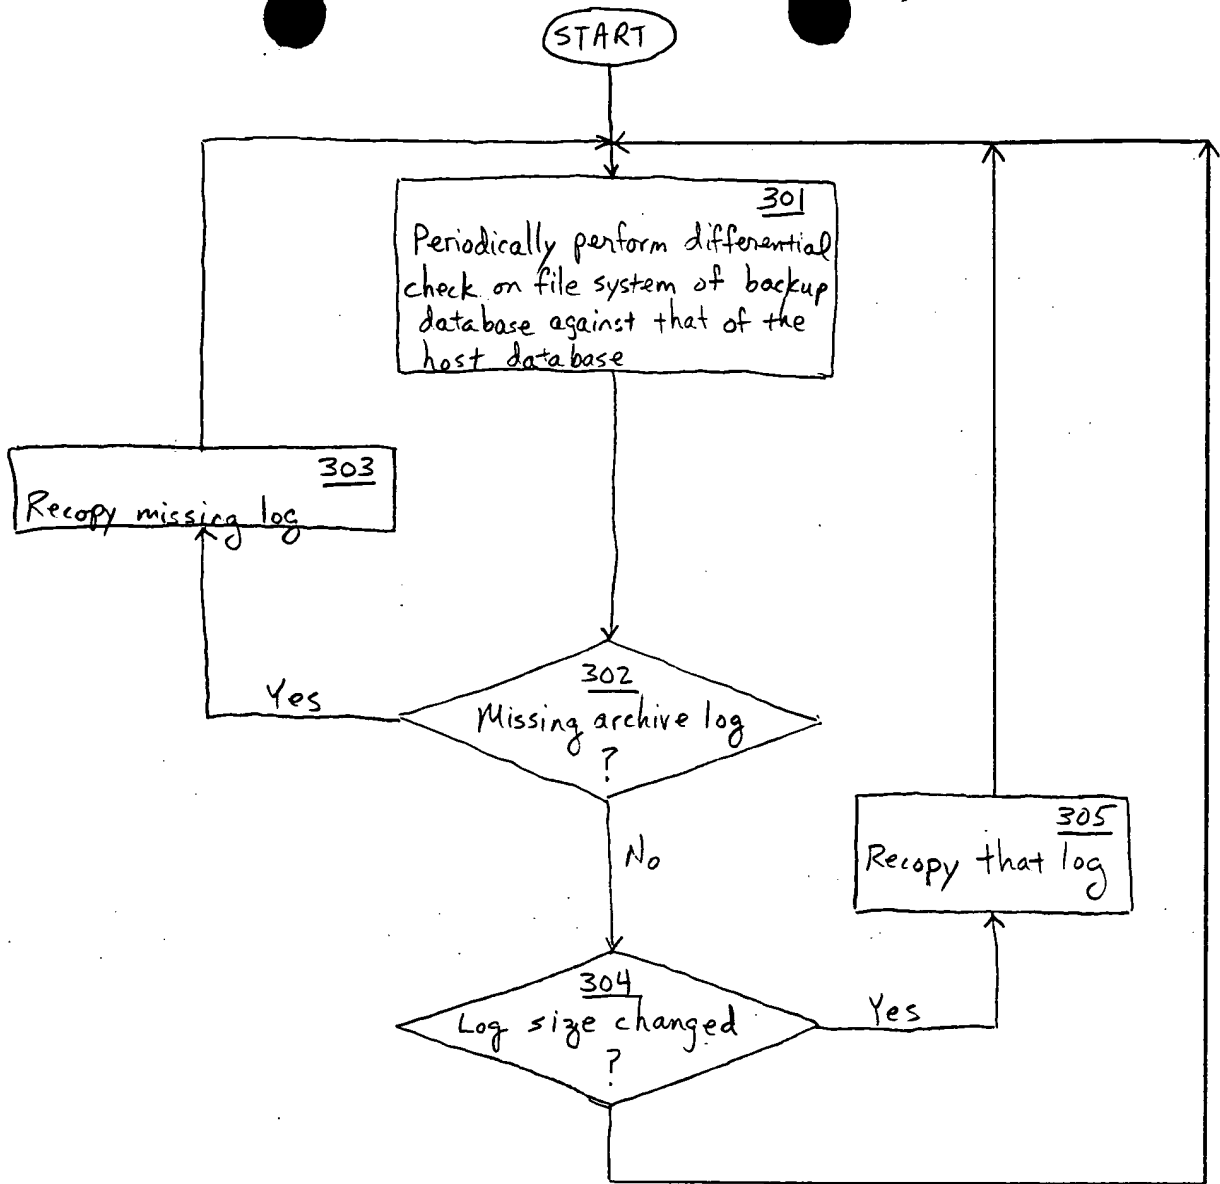 START
301
Periodically perform differential
check on file system of backup
database against that of the
host database
303
Recopy missing log
302
Missing archive log
?
Yes
No
305
Recopy that log
304
Log size changed
?
Yes